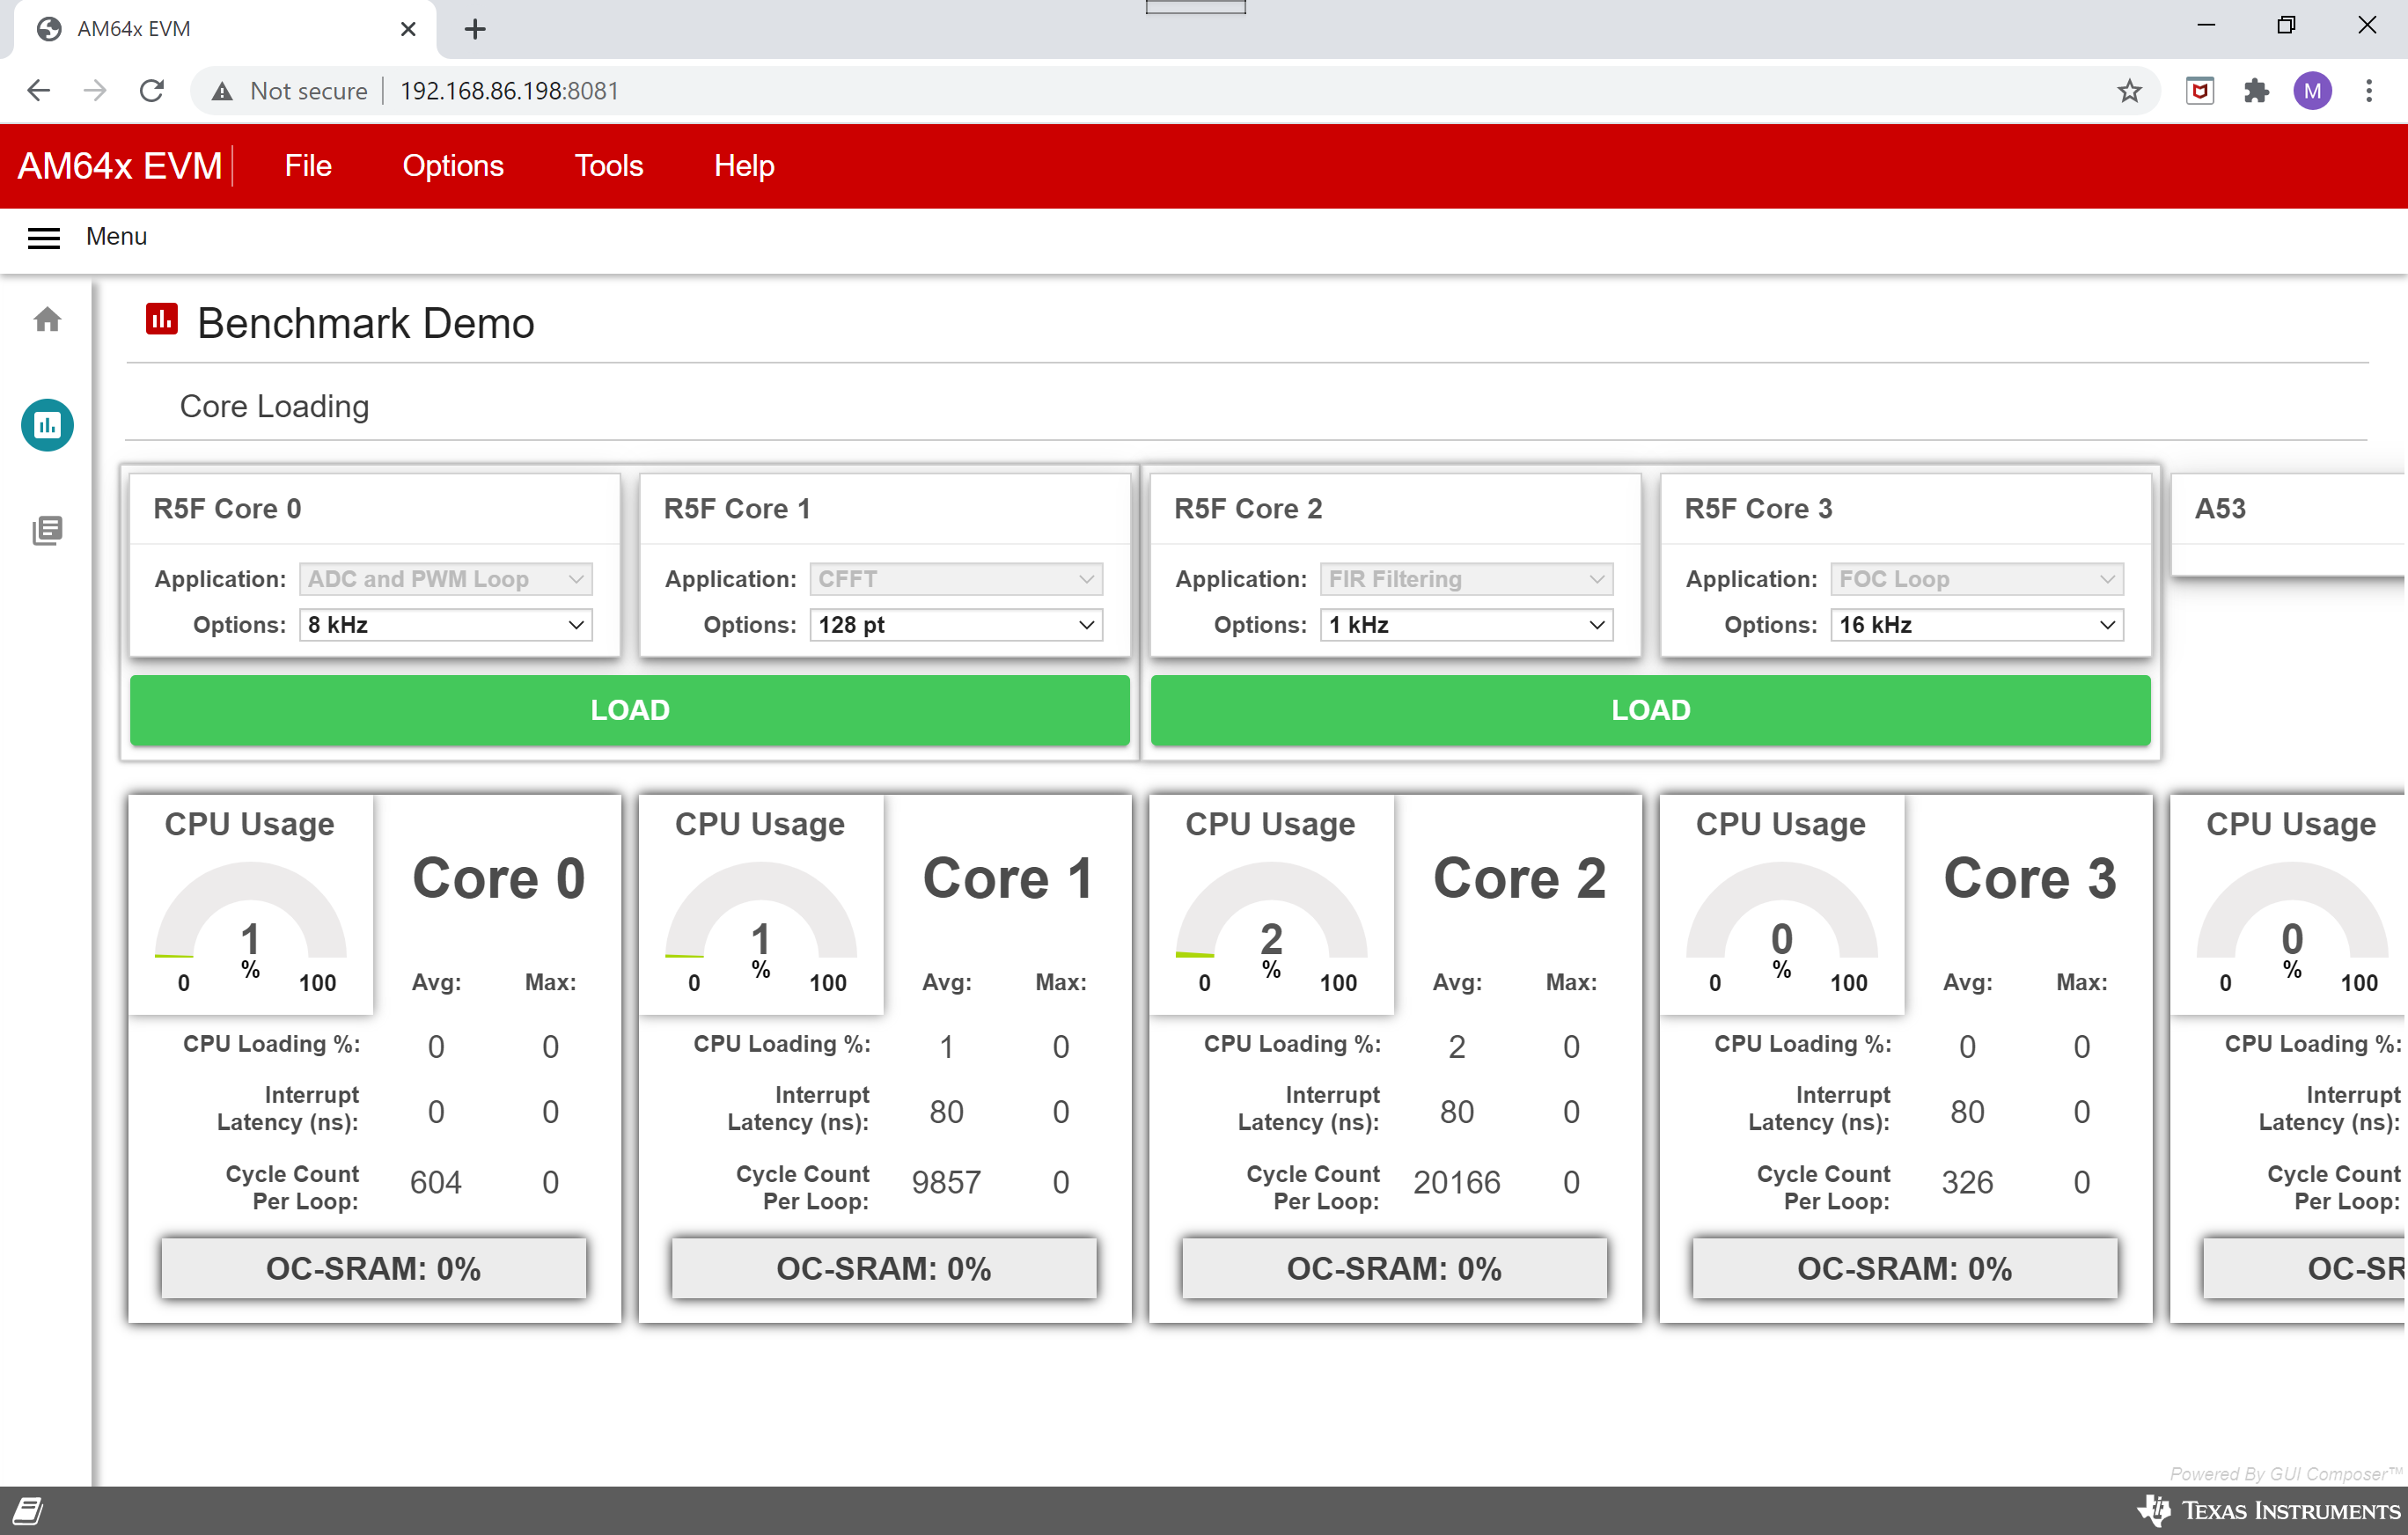 AM64x EVM
Not secure 192.168.86.198:8081
M
AM64x EVM File Options Tools Help
Menu
Benchmark Demo
Core Loading
R5F Core 0
Application: ADC and PWM Loop
Options: 8 kHz
R5F Core 1
Application: CFFT
Options: 128 pt
LOAD
R5F Core 2
Application: FIR Filtering
Options: 1 kHz
R5F Core 3
Application: FOC Loop
Options: 16 kHz
LOAD
A53
CPU Usage
1
%
0 100
Core 0
Avg: Max:
CPU Loading %: 0 0
Interrupt
Latency (ns): 0 0
Cycle Count
Per Loop: 604 0
OC-SRAM: 0%
CPU Usage
1
%
0 100
Core 1
Avg: Max:
CPU Loading %: 1 0
Interrupt
Latency (ns): 80 0
Cycle Count
Per Loop: 9857 0
OC-SRAM: 0%
CPU Usage
2
%
0 100
Core 2
Avg: Max:
CPU Loading %: 2 0
Interrupt
Latency (ns): 80 0
Cycle Count
Per Loop: 20166 0
OC-SRAM: 0%
CPU Usage
0
%
0 100
Core 3
Avg: Max:
CPU Loading %: 0 0
Interrupt
Latency (ns): 80 0
Cycle Count
Per Loop: 326 0
OC-SRAM: 0%
CPU Usage
0
%
0 100
CPU Loading %:
Interrupt
Latency (ns):
Cycle Count
Per Loop:
OC-SR
Powered By GUI Composer™
TEXAS INSTRUMENTS